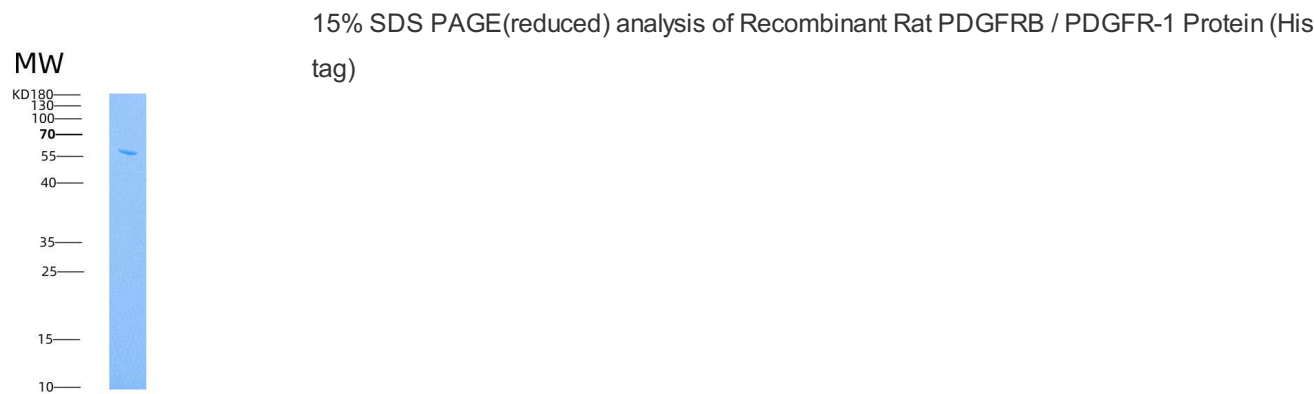 15% SDS PAGE(reduced) analysis of Recombinant Rat PDGFRB / PDGFR-1 Protein (His
tag)
MW
KD180
130
100
70
55
40
35
25
15
10